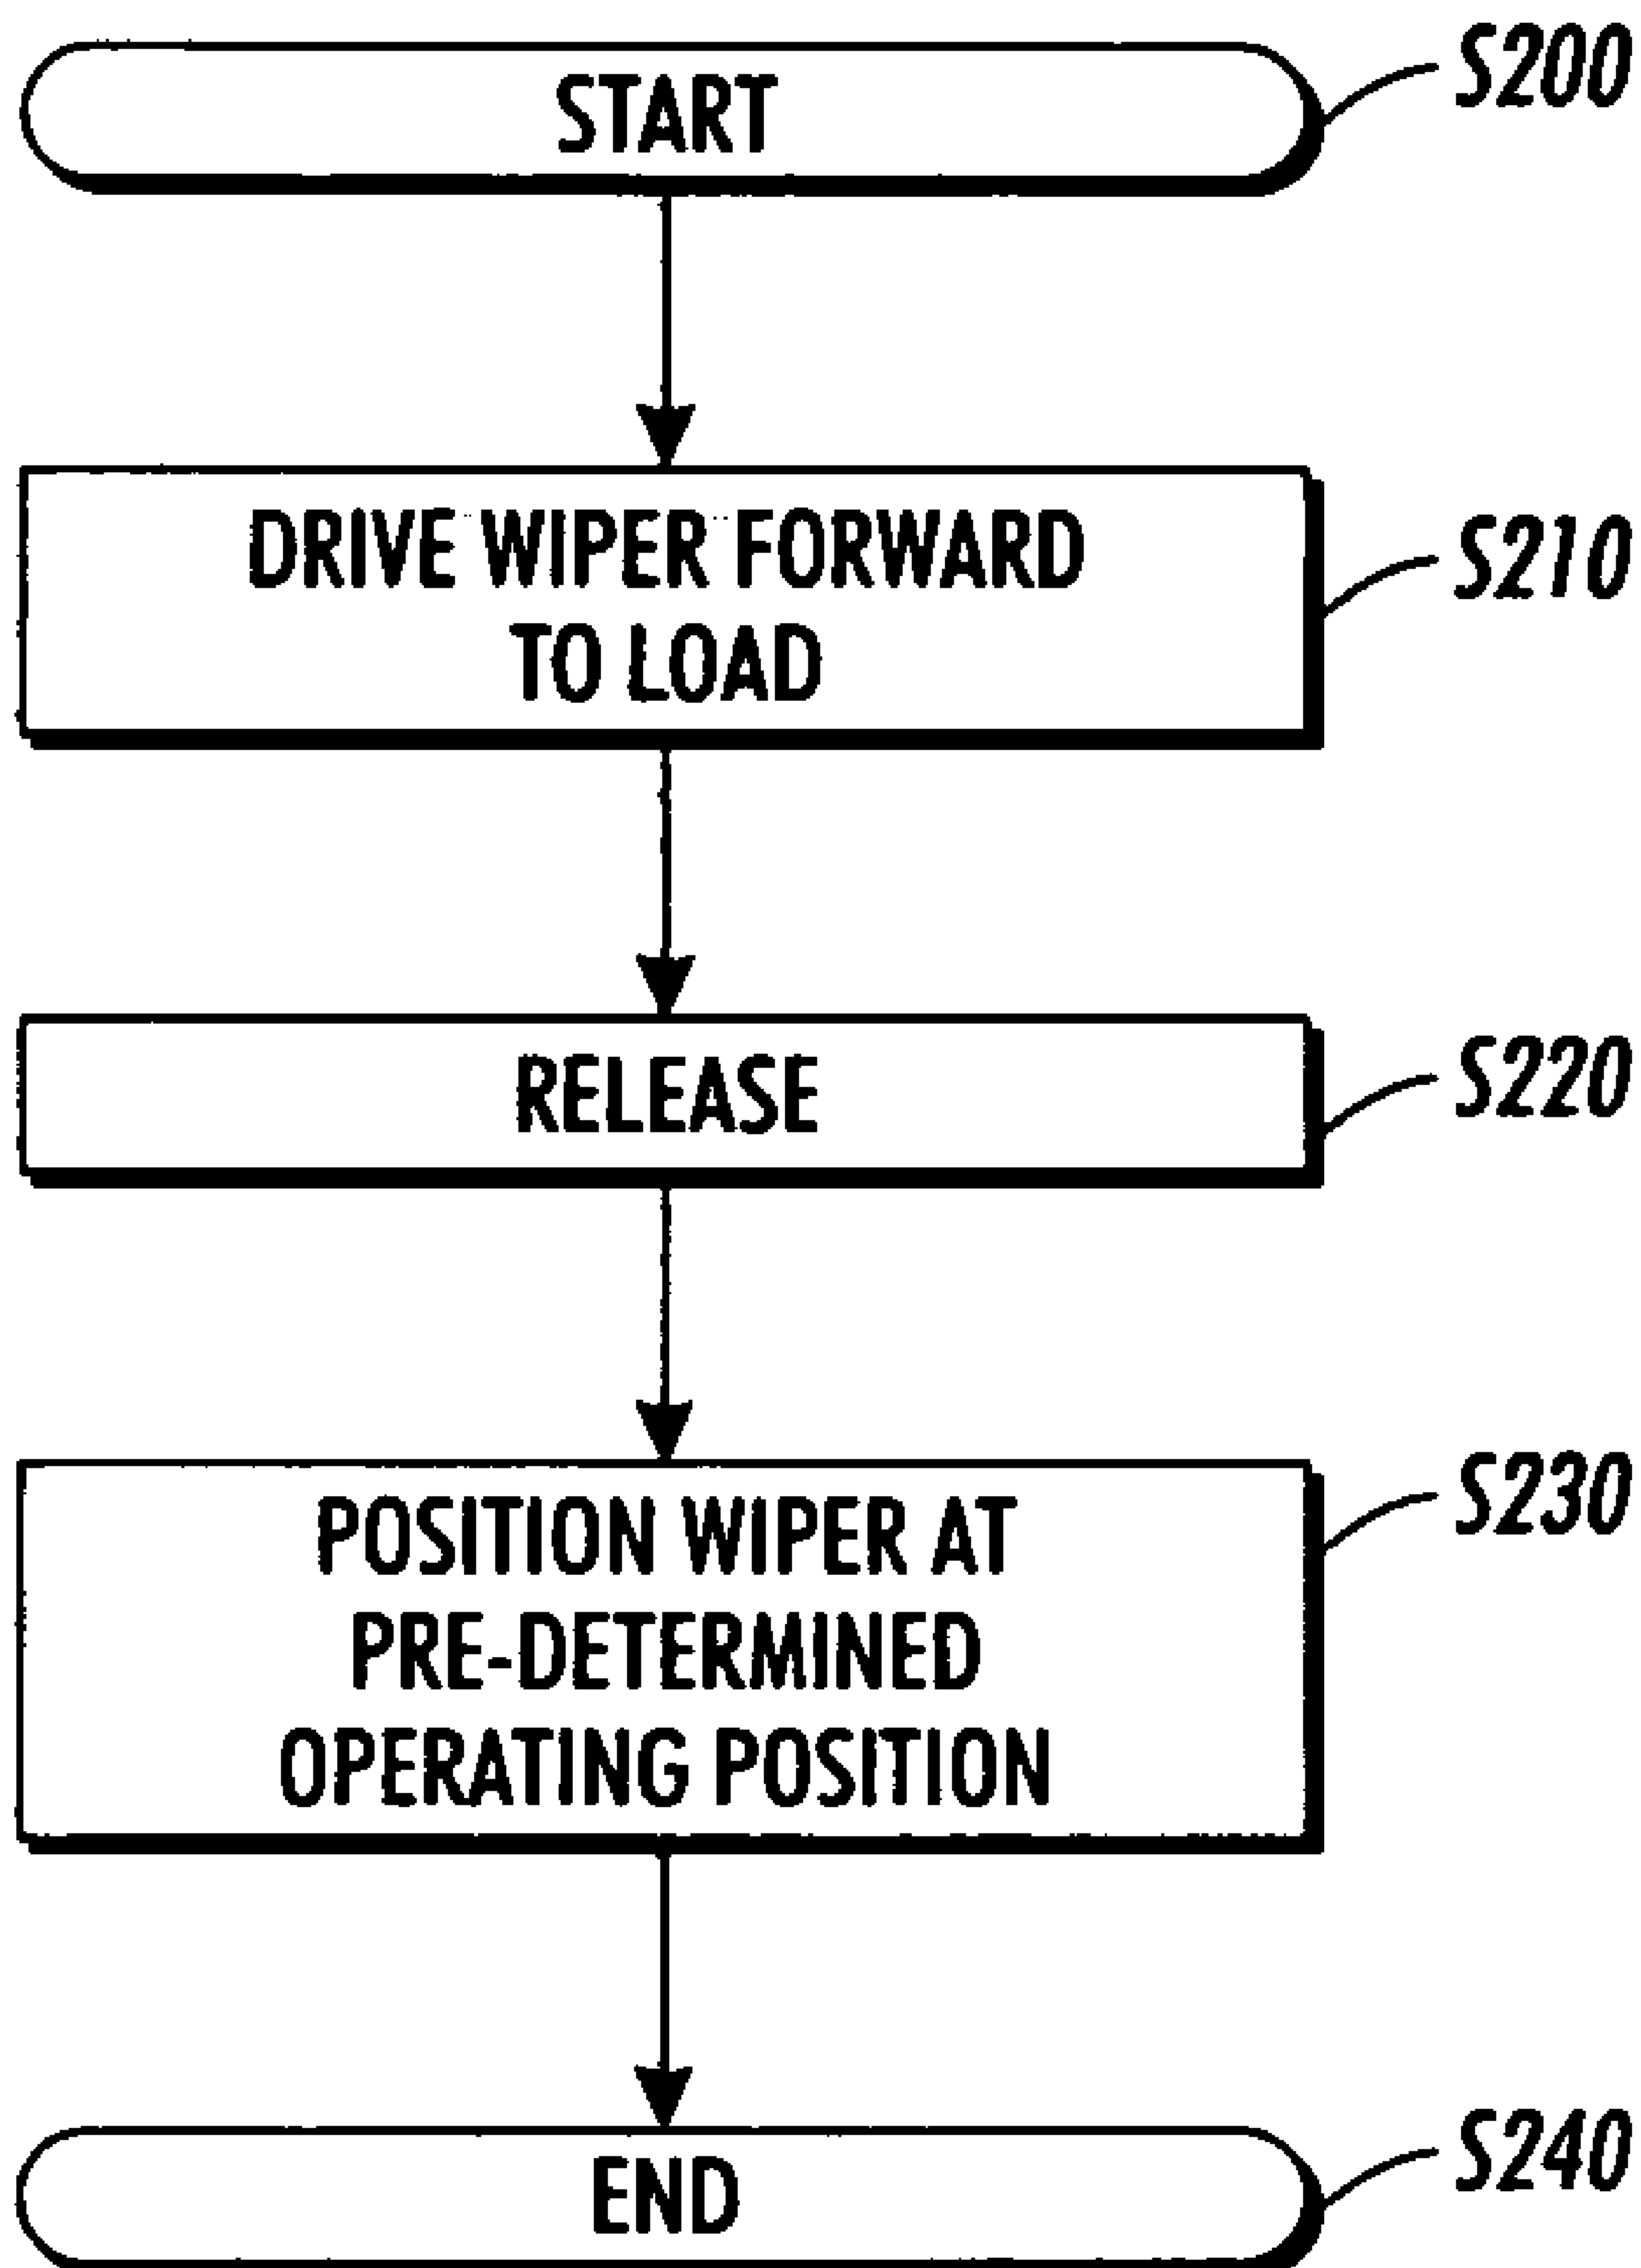 START
S200
DRIVE WIPER FORWARD
TO LOAD
S210
RELEASE
S220
POSITION WIPER AT
PRE-DETERMINED
OPERATING POSITION
S230
END
S240